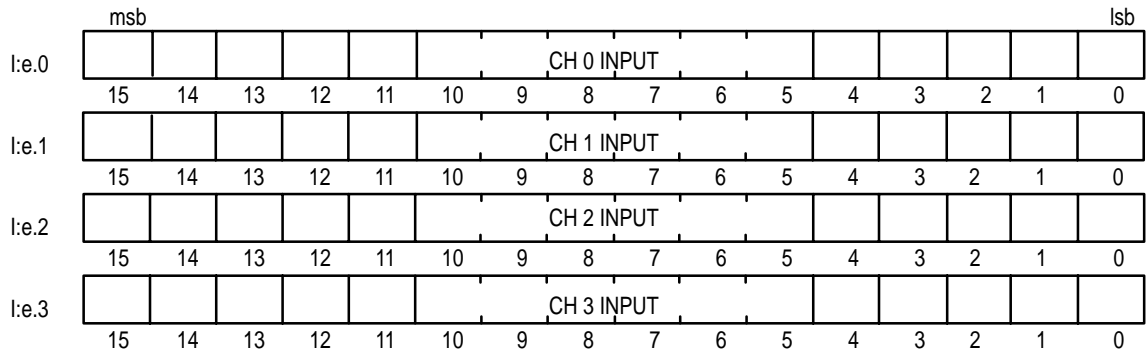 msb lsb
I:e.0 CH 0 INPUT
15 14 13 12 11 10 9 8 7 6 5 4 3 2 1 0
I:e.1 CH 1 INPUT
15 14 13 12 11 10 9 8 7 6 5 4 3 2 1 0
I:e.2 CH 2 INPUT
15 14 13 12 11 10 9 8 7 6 5 4 3 2 1 0
I:e.3 CH 3 INPUT
15 14 13 12 11 10 9 8 7 6 5 4 3 2 1 0